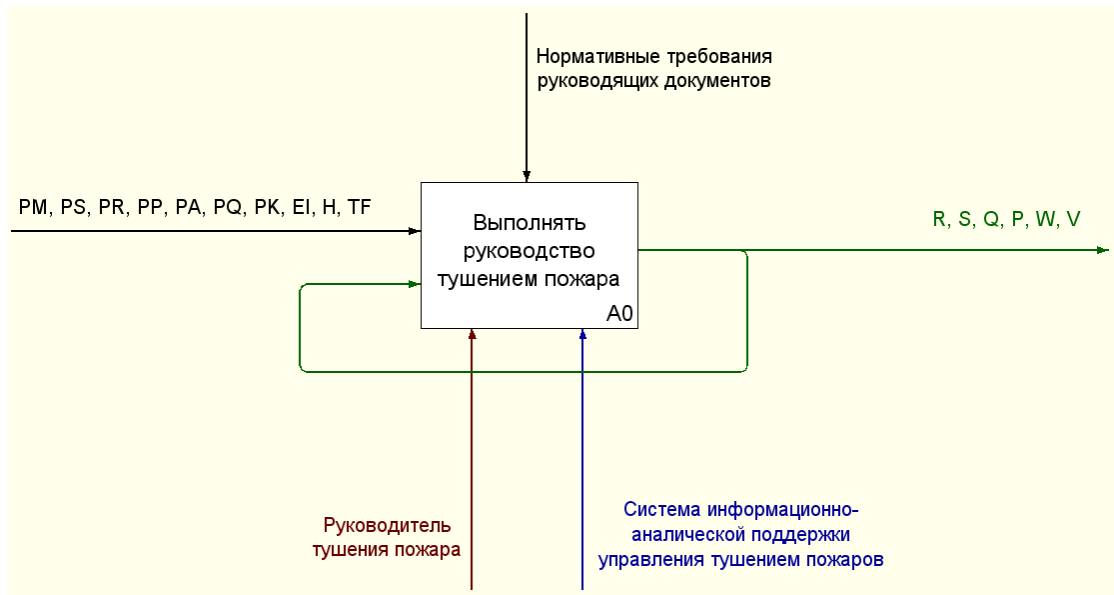 Нормативные требования
руководящих документов
PM, PS, PR, PP, PA, PQ, PK, EI, H, TF
Выполнять
руководство
тушением пожара
A0
R, S, Q, P, W, V
Руководитель
тушения пожара
Система информационно-
аналической поддержки
управления тушением пожаров